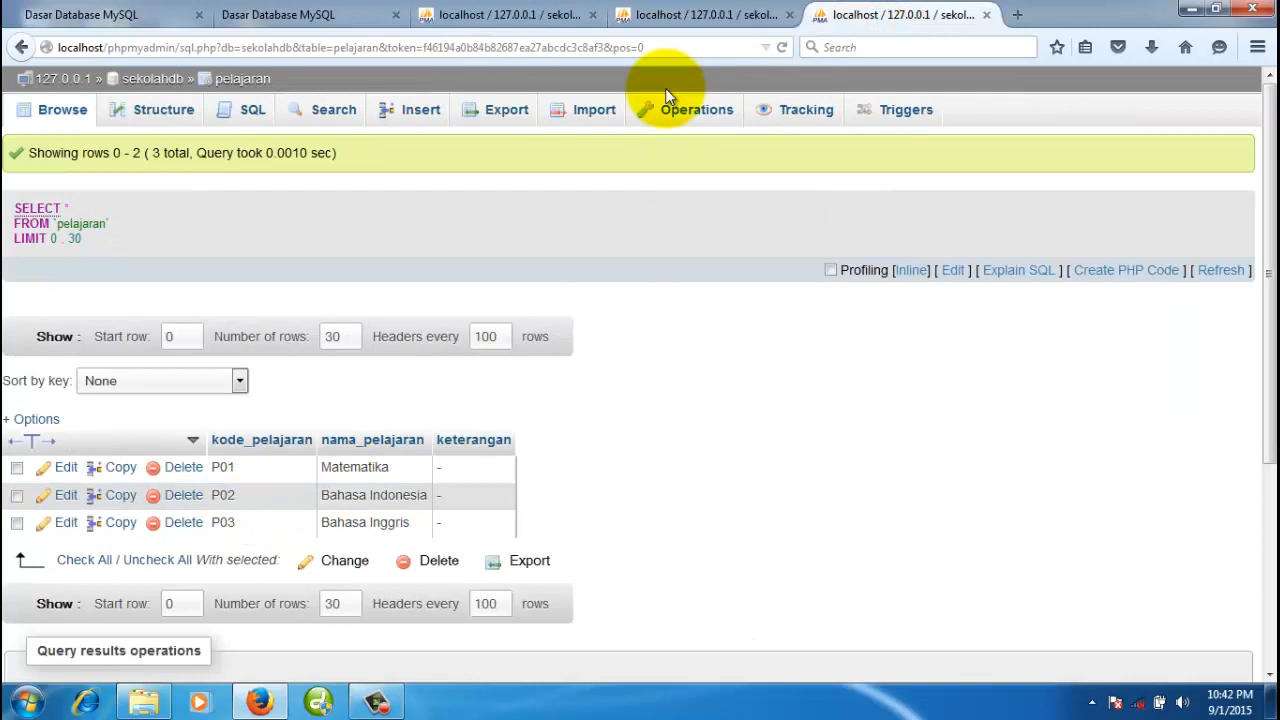 Dasar Database MySQL × Dasar Database MySQL × PMA localhost / 127.0.0.1 / sekol... × PMA localhost / 127.0.0.1 / sekol... × PMA localhost / 127.0.0.1 / sekol... × +
localhost/phpmyadmin/sql.php?db=sekolahdb&table=pelajaran&token=f46194a0b84b82687ea27abcdc3c8af3&pos=0 Search
127.0.0.1 » sekolahdb » pelajaran
Browse Structure SQL Search Insert Export Import Operations Tracking Triggers
Showing rows 0 - 2 ( 3 total, Query took 0.0010 sec)
SELECT *
FROM `pelajaran`
LIMIT 0 , 30
Profiling [Inline] [ Edit ] [ Explain SQL ] [ Create PHP Code ] [ Refresh ]
Show : Start row: 0 Number of rows: 30 Headers every 100 rows
Sort by key: None
+ Options
←T→ kode_pelajaran nama_pelajaran keterangan
Edit Copy Delete P01 Matematika -
Edit Copy Delete P02 Bahasa Indonesia -
Edit Copy Delete P03 Bahasa Inggris -
Check All / Uncheck All With selected: Change Delete Export
Show : Start row: 0 Number of rows: 30 Headers every 100 rows
Query results operations
10:42 PM
9/1/2015